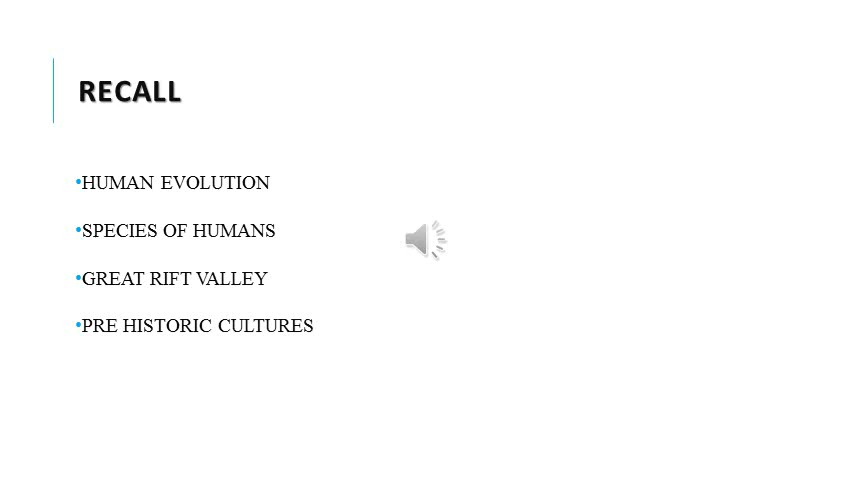 RECALL
•HUMAN EVOLUTION
•SPECIES OF HUMANS
•GREAT RIFT VALLEY
•PRE HISTORIC CULTURES